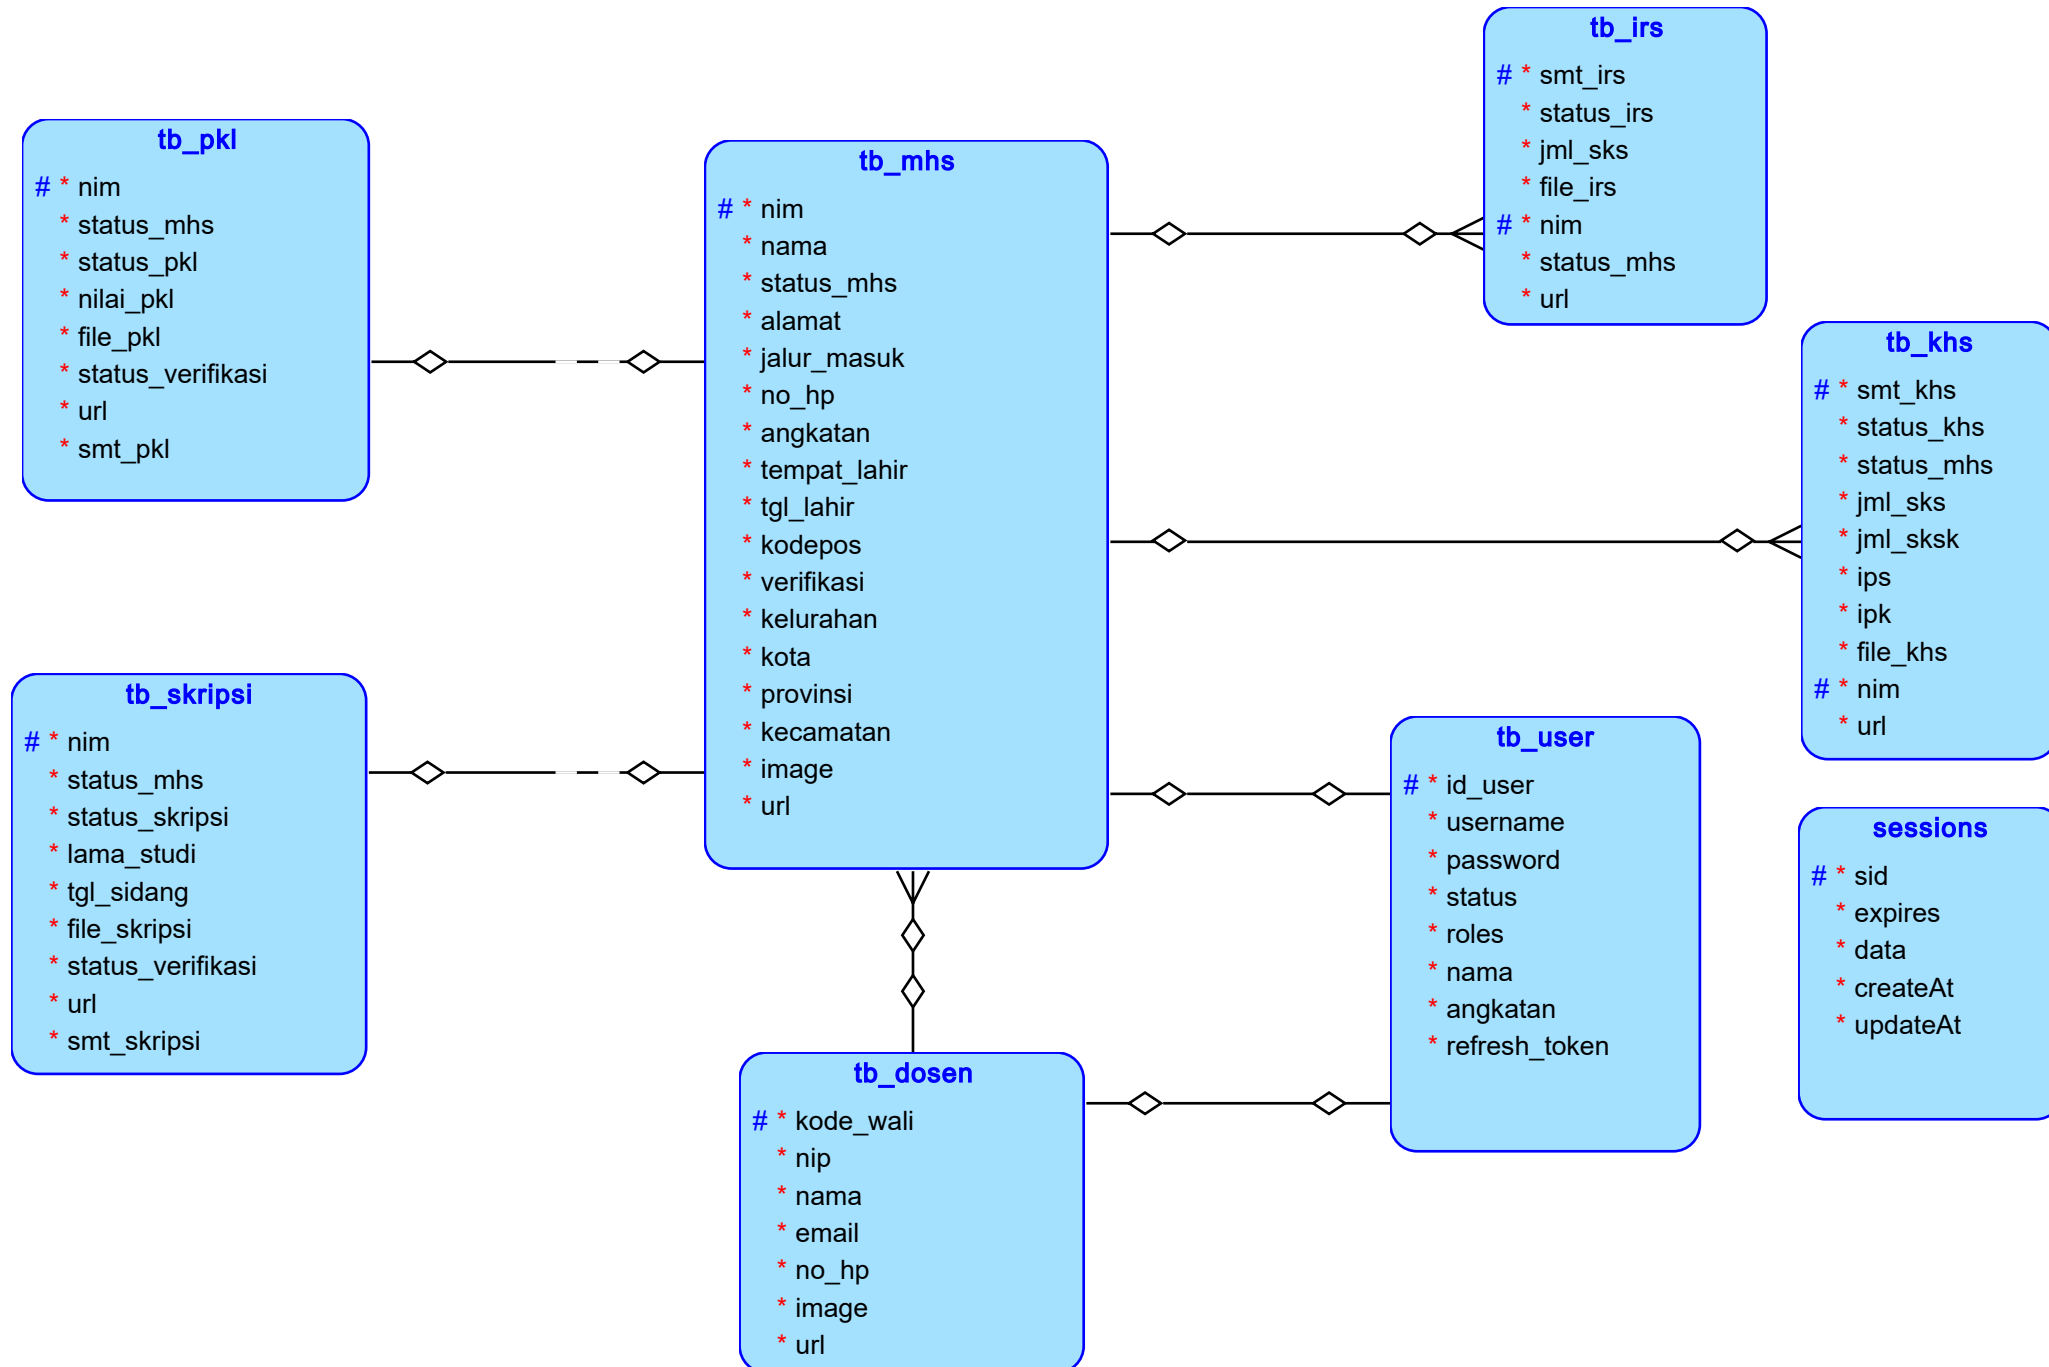 tb_pkl
# * nim
* status_mhs
* status_pkl
* nilai_pkl
* file_pkl
* status_verifikasi
* url
* smt_pkl
tb_skripsi
# * nim
* status_mhs
* status_skripsi
* lama_studi
* tgl_sidang
* file_skripsi
* status_verifikasi
* url
* smt_skripsi
tb_mhs
# * nim
* nama
* status_mhs
* alamat
* jalur_masuk
* no_hp
* angkatan
* tempat_lahir
* tgl_lahir
* kodepos
* verifikasi
* kelurahan
* kota
* provinsi
* kecamatan
* image
* url
tb_dosen
# * kode_wali
* nip
* nama
* email
* no_hp
* image
* url
tb_irs
# * smt_irs
* status_irs
* jml_sks
* file_irs
# * nim
* status_mhs
* url
tb_khs
# * smt_khs
* status_khs
* status_mhs
* jml_sks
* jml_sksk
* ips
* ipk
* file_khs
# * nim
* url
tb_user
# * id_user
* username
* password
* status
* roles
* nama
* angkatan
* refresh_token
sessions
# * sid
* expires
* data
* createAt
* updateAt